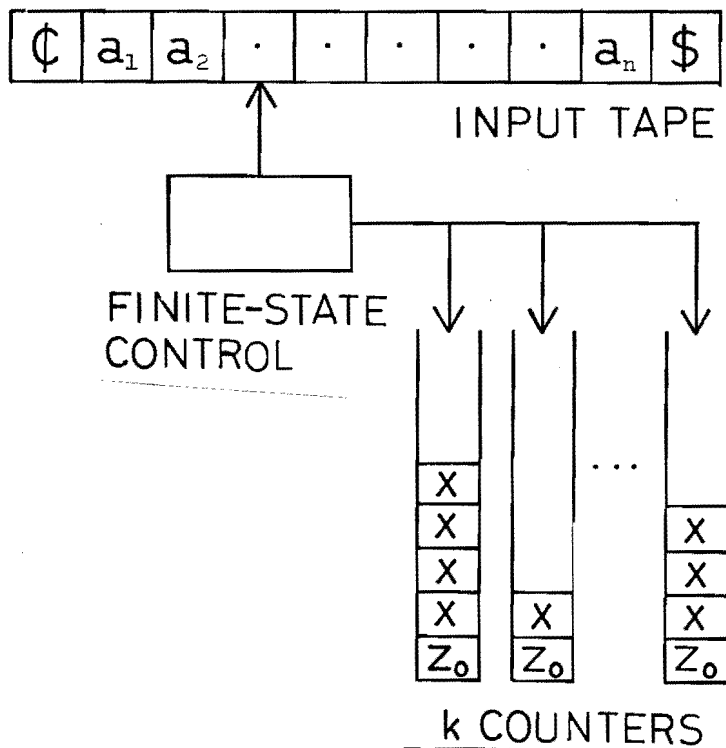 ¢ a₁ a₂ · · · · · aₙ $
INPUT TAPE
FINITE-STATE
CONTROL
X
X
X
X
Z₀
X
Z₀
...
X
X
X
Z₀
k COUNTERS